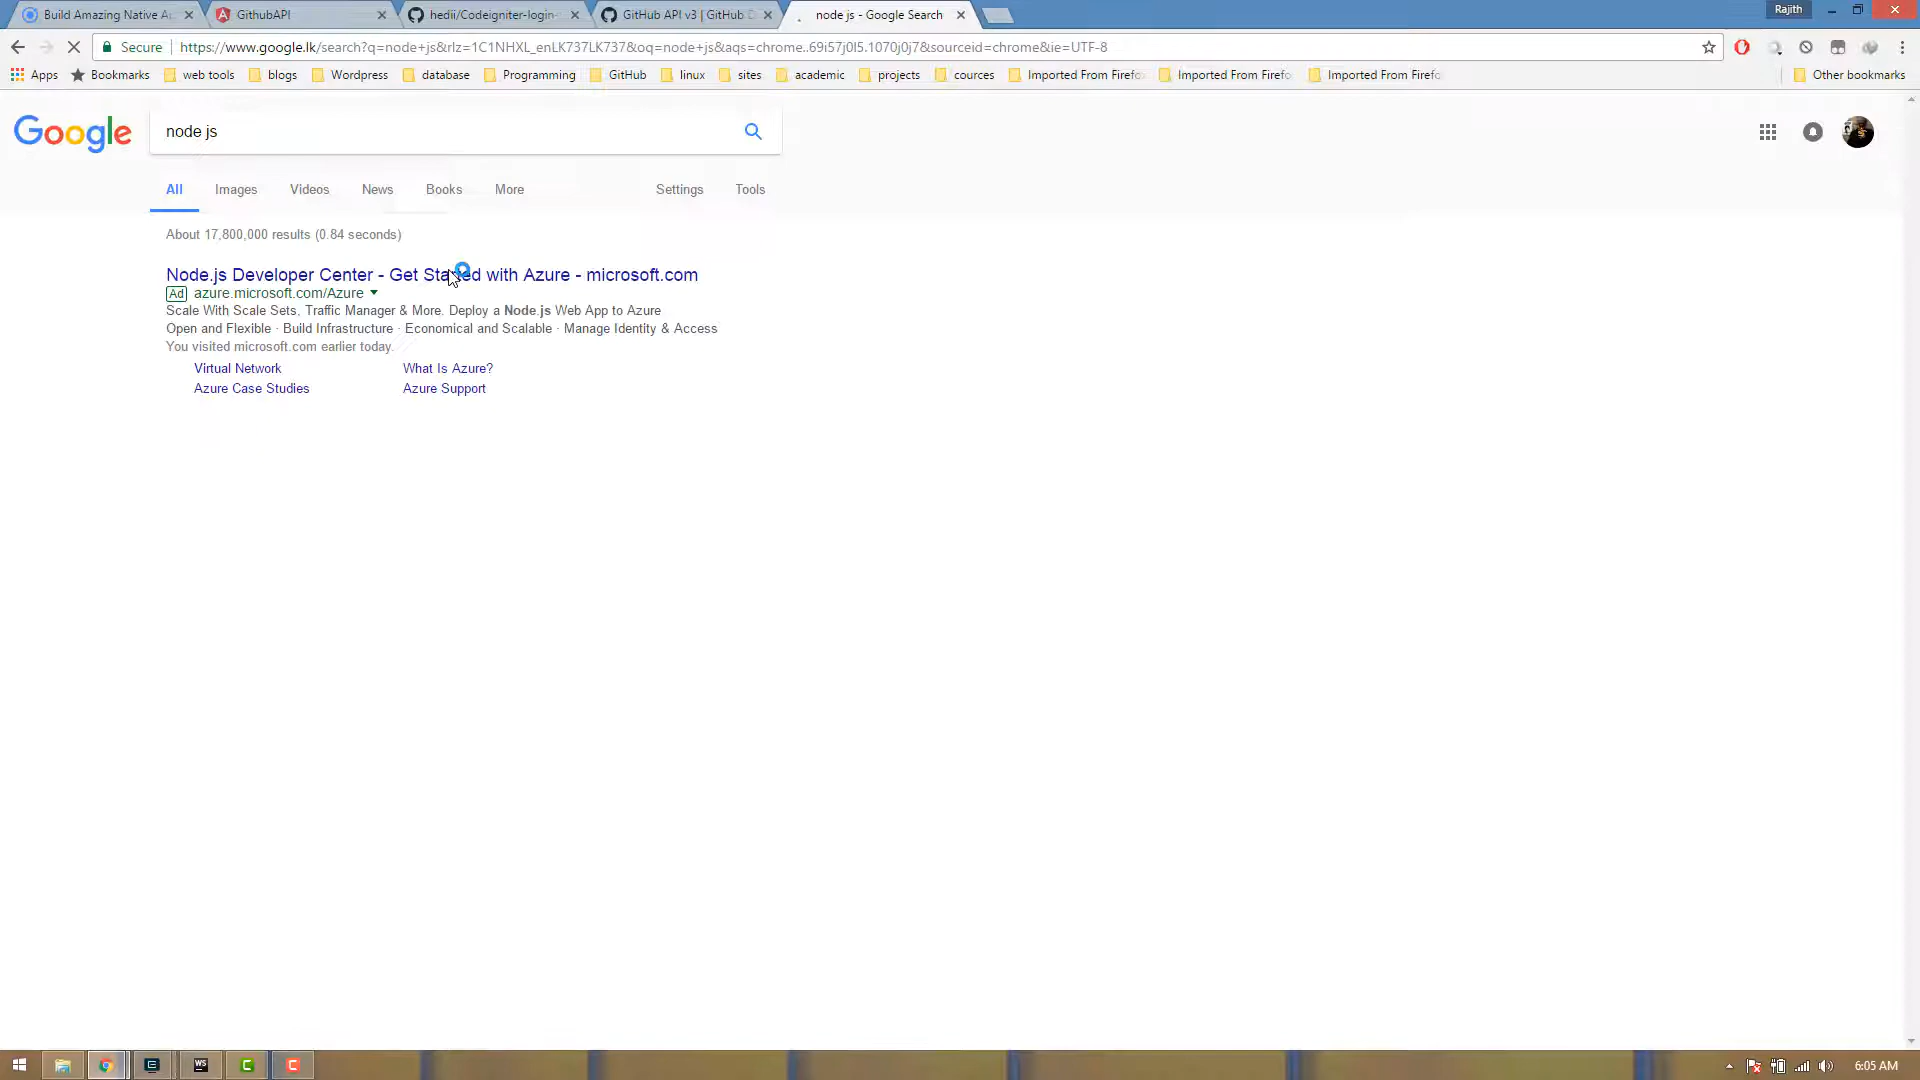 Build Amazing Native A
GithubAPI
hedii/Codeigniter-login-
GitHub API v3 | GitHub D
node js - Google Search
Rajith
Secure
https://www.google.lk/search?q=node+js&rlz=1C1NHXL_enLK737LK737&oq=node+js&aqs=chrome..69i57j0l5.1070j0j7&sourceid=chrome&ie=UTF-8
Apps
Bookmarks
web tools
blogs
Wordpress
database
Programming
GitHub
linux
sites
academic
projects
cources
Imported From Firefo
Imported From Firefo
Imported From Firefo
Other bookmarks
Google
node js
All
Images
Videos
News
Books
More
Settings
Tools
About 17,800,000 results (0.84 seconds)
Node.js Developer Center - Get Started with Azure - microsoft.com
Ad azure.microsoft.com/Azure
Scale With Scale Sets, Traffic Manager & More. Deploy a Node.js Web App to Azure
Open and Flexible · Build Infrastructure · Economical and Scalable · Manage Identity & Access
You visited microsoft.com earlier today.
Virtual Network
What Is Azure?
Azure Case Studies
Azure Support
WS
6:05 AM